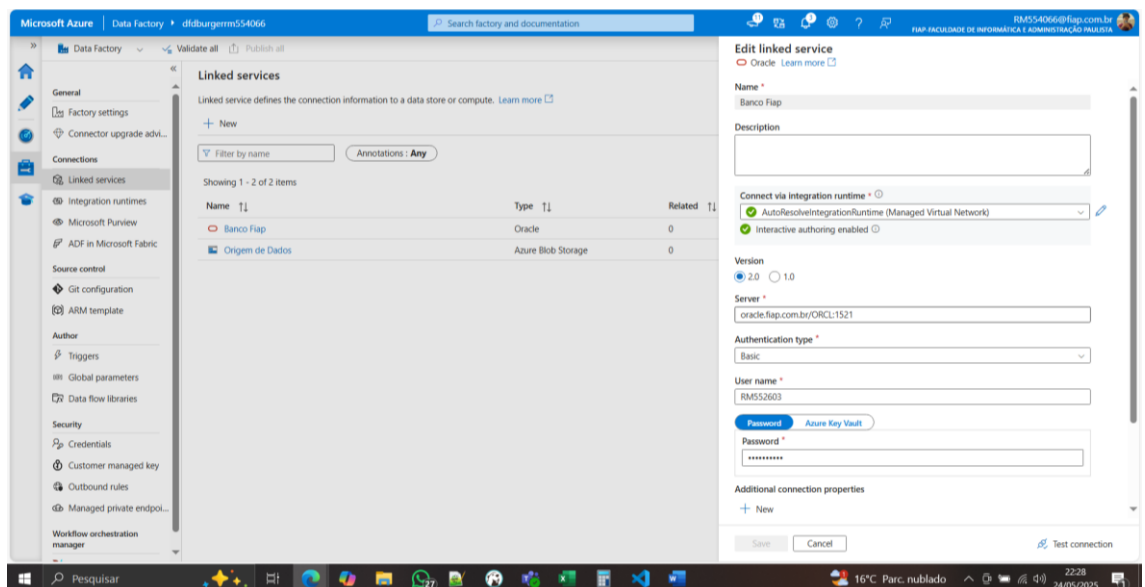 Microsoft Azure
Data Factory
dfdburgerrm554066
Search factory and documentation
RM554066@fiap.com.br
FIAP-FACULDADE DE INFORMÁTICA E ADMINISTRAÇÃO PAULISTA
Data Factory
Validate all
Publish all
General
Factory settings
Connector upgrade advi...
Connections
Linked services
Integration runtimes
Microsoft Purview
ADF in Microsoft Fabric
Source control
Git configuration
ARM template
Author
Triggers
Global parameters
Data flow libraries
Security
Credentials
Customer managed key
Outbound rules
Managed private endpoi...
Workflow orchestration
manager
Linked services
Linked service defines the connection information to a data store or compute. Learn more
New
Filter by name
Annotations : Any
Showing 1 - 2 of 2 items
Name Type Related
Banco Fiap Oracle 0
Origem de Dados Azure Blob Storage 0
Edit linked service
Oracle Learn more
Name *
Banco Fiap
Description
Connect via integration runtime *
AutoResolveIntegrationRuntime (Managed Virtual Network)
Interactive authoring enabled
Version
2.0 1.0
Server *
oracle.fiap.com.br/ORCL:1521
Authentication type *
Basic
User name *
RM552603
Password Azure Key Vault
Password *
••••••••••
Additional connection properties
New
Save Cancel Test connection
Pesquisar
27
16°C Parc. nublado
22:28
24/05/2025